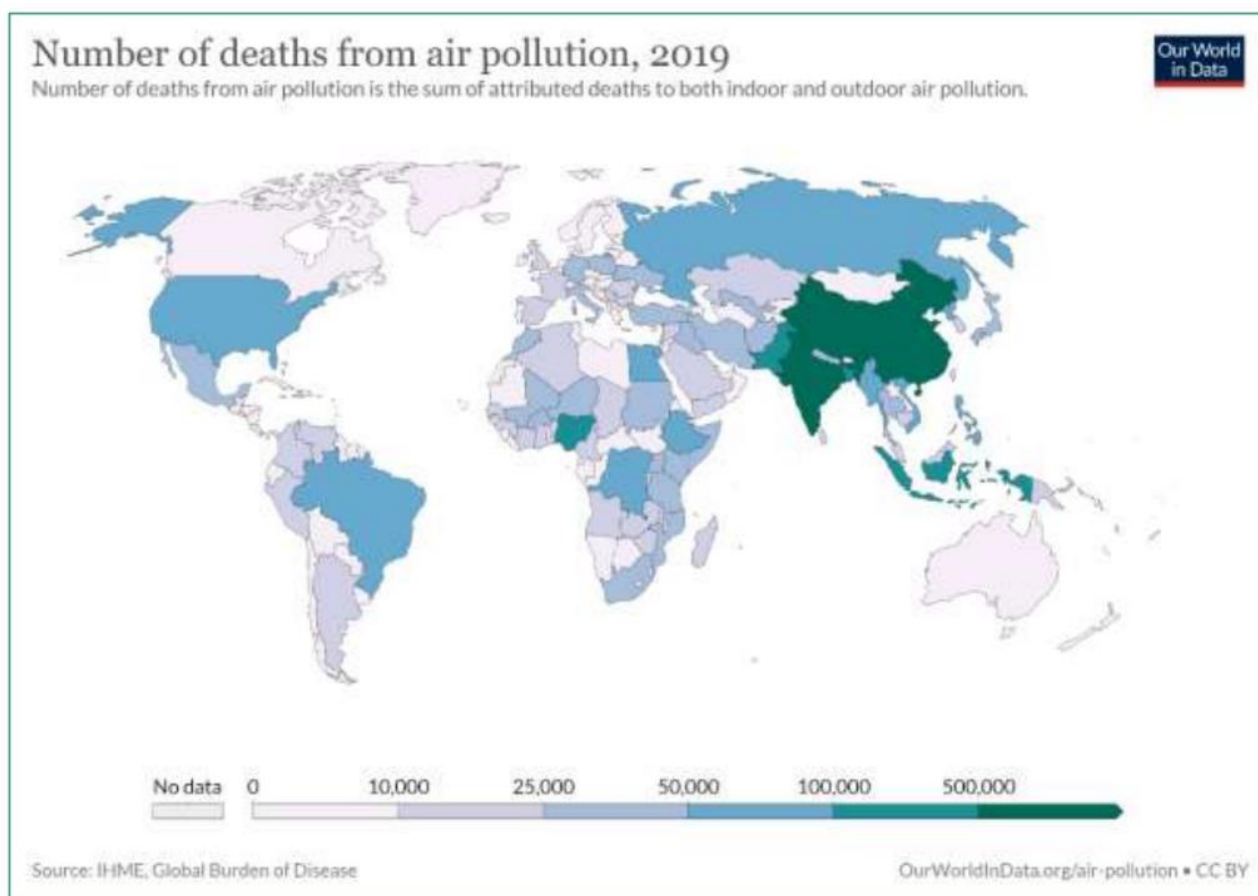 Number of deaths from air pollution, 2019
Our World
in Data
Number of deaths from air pollution is the sum of attributed deaths to both indoor and outdoor air pollution.
No data 0 10,000 25,000 50,000 100,000 500,000
Source: IHME, Global Burden of Disease
OurWorldInData.org/air-pollution • CC BY